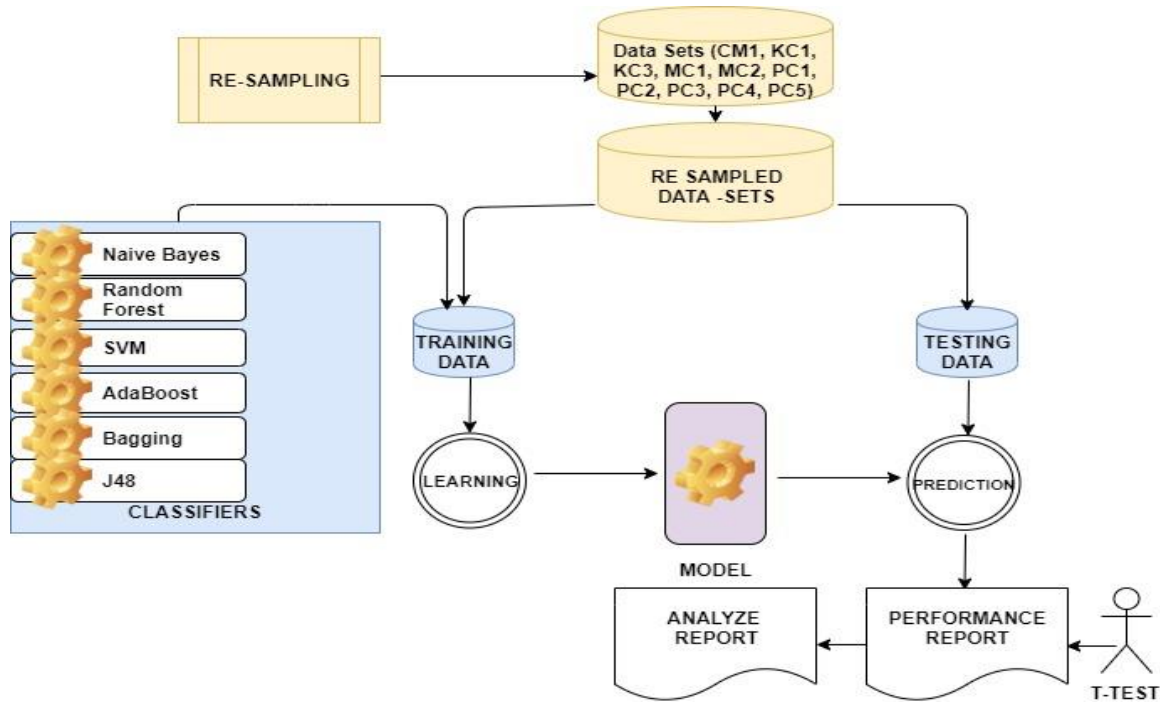 RE-SAMPLING
Data Sets (CM1, KC1,
KC3, MC1, MC2, PC1,
PC2, PC3, PC4, PC5)
RE SAMPLED
DATA -SETS
Naive Bayes
Random
Forest
SVM
AdaBoost
Bagging
J48
CLASSIFIERS
TRAINING
DATA
TESTING
DATA
LEARNING
MODEL
PREDICTION
ANALYZE
REPORT
PERFORMANCE
REPORT
T-TEST